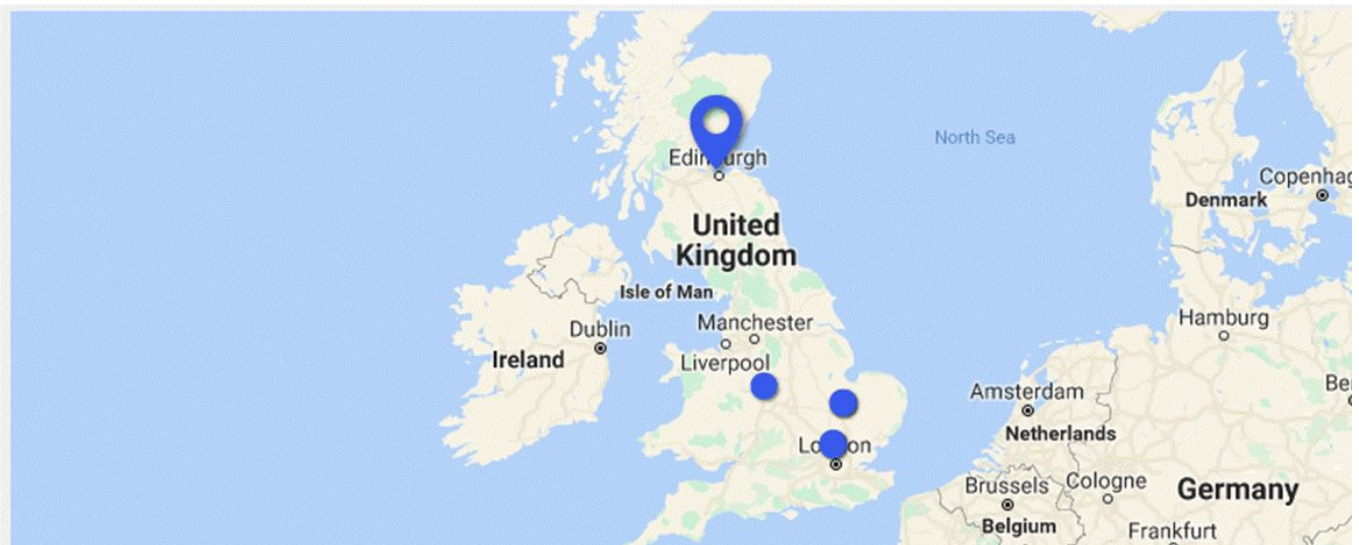 North Sea
Edinburgh
Copenhag
Denmark
United
Kingdom
Isle of Man
Hamburg
Manchester
Dublin
Ireland
Liverpool
Amsterdam
Be
Netherlands
London
Brussels
Cologne
Germany
Belgium
Frankfurt